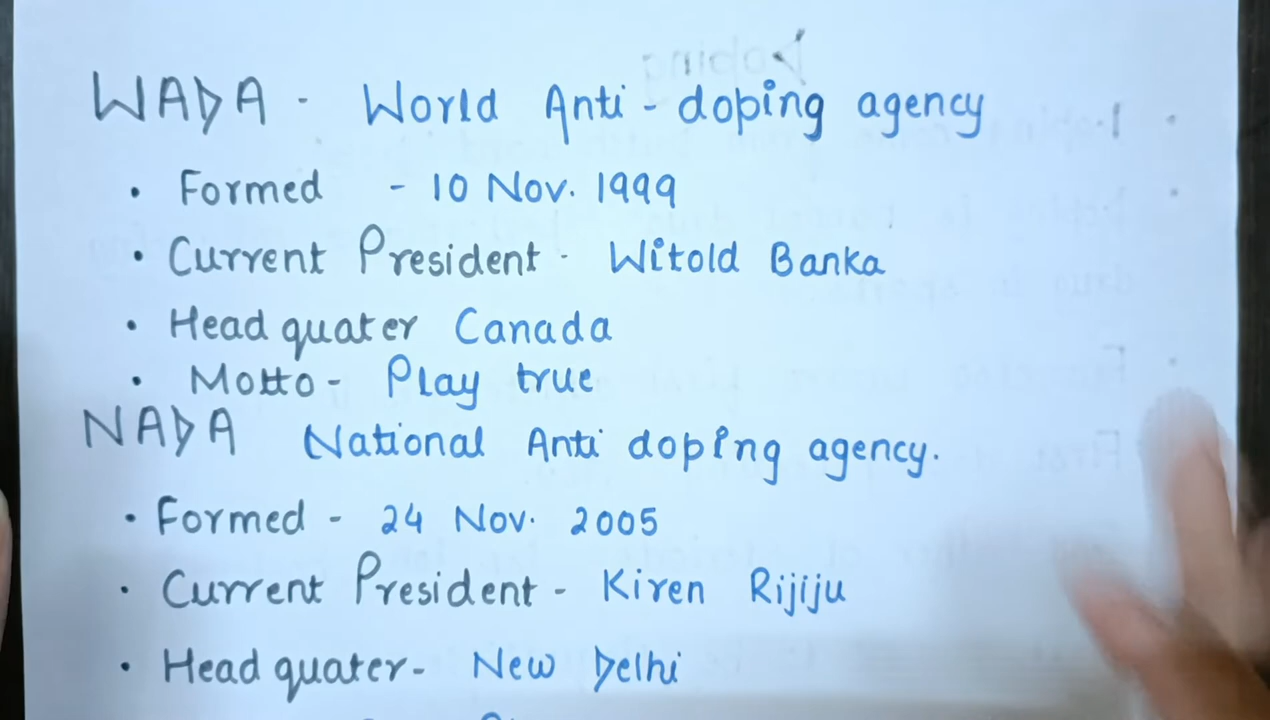 WADA - World Anti - doping agency
• Formed - 10 Nov. 1999
• Current President - Witold Banka
• Head quater Canada
• Motto - Play true
NADA National Anti doping agency.
• Formed - 24 Nov. 2005
• Current President - Kiren Rijiju
• Head quater - New Delhi